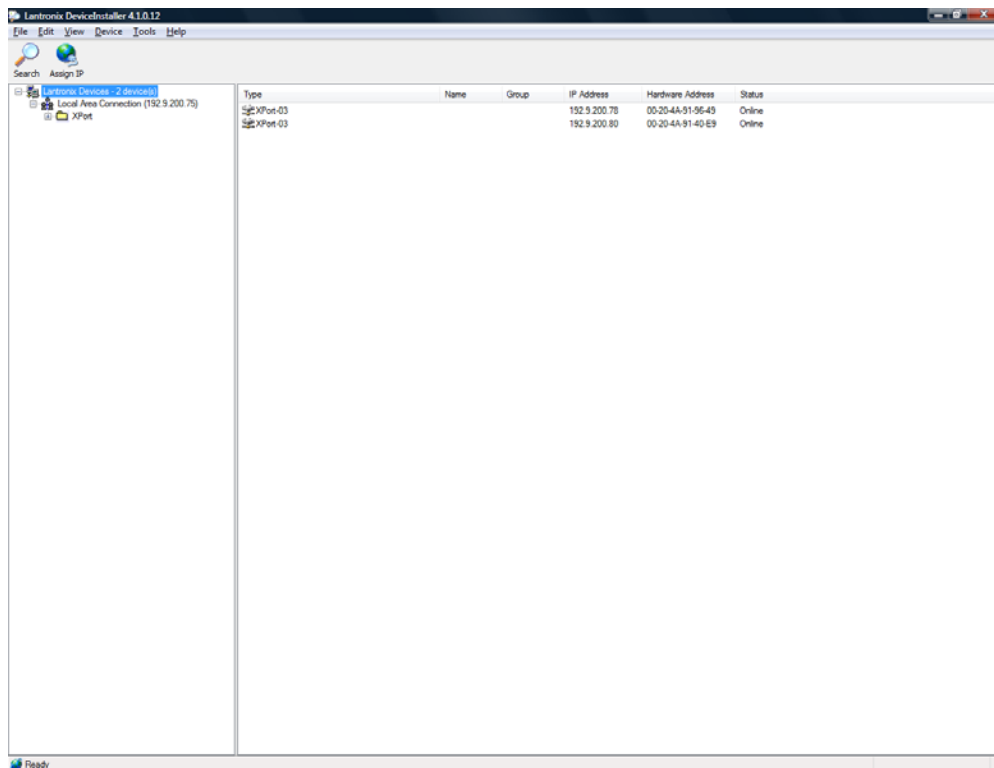 Lantronix DeviceInstaller 4.1.0.12
File Edit View Device Tools Help
Search Assign IP
Lantronix Devices - 2 device(s)
Local Area Connection (192.9.200.75)
XPort
Type Name Group IP Address Hardware Address Status
XPort-03 192.9.200.78 00-20-4A-91-96-49 Online
XPort-03 192.9.200.80 00-20-4A-91-40-E9 Online
Ready